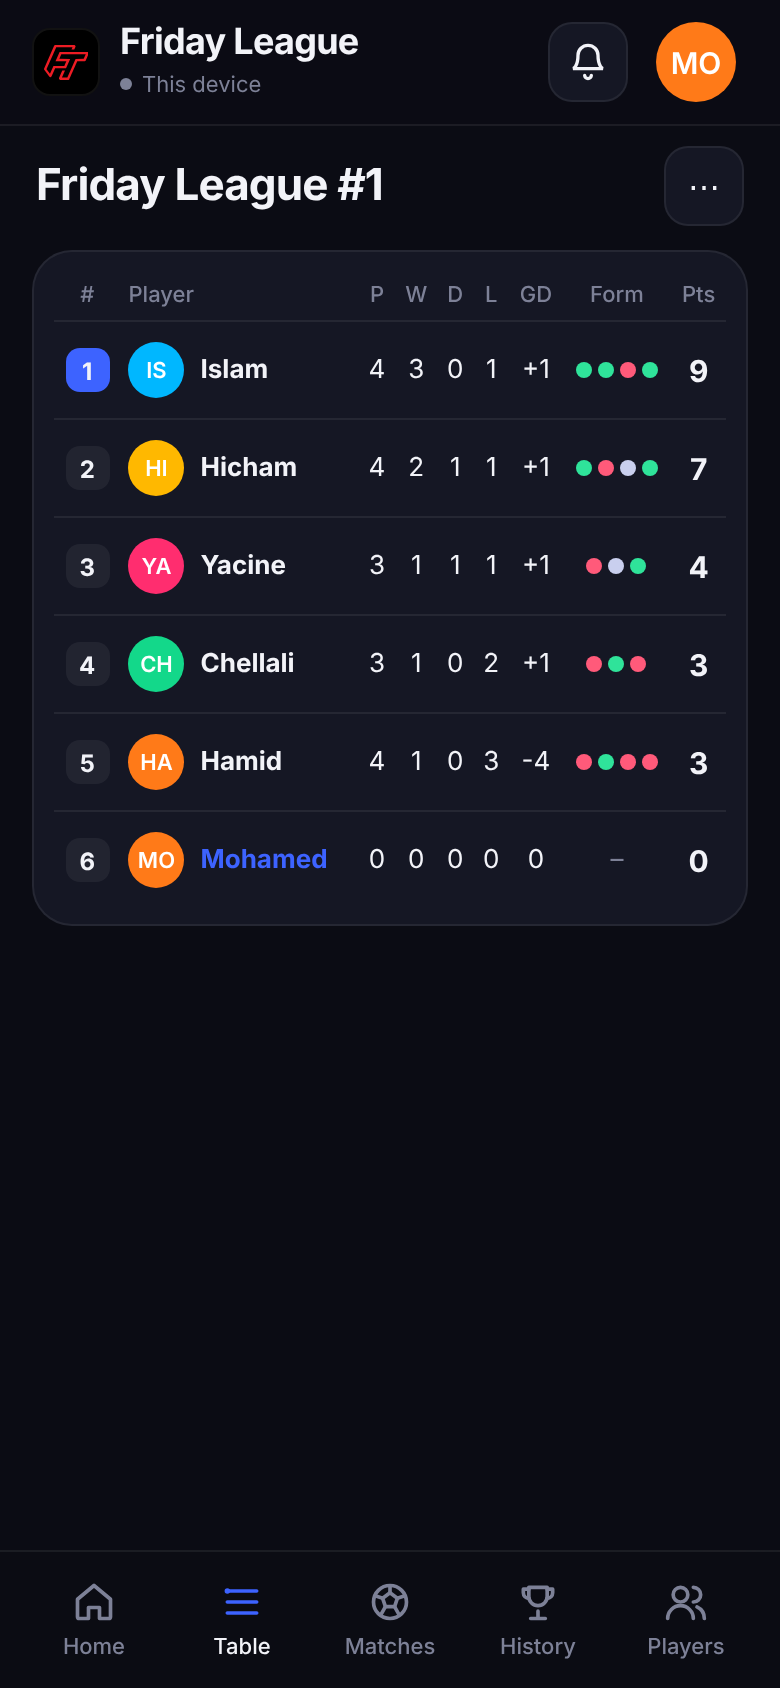 FT
Friday League
This device
MO
Friday League #1
...
# Player P W D L GD Form Pts
1 IS Islam 4 3 0 1 +1 9
2 HI Hicham 4 2 1 1 +1 7
3 YA Yacine 3 1 1 1 +1 4
4 CH Chellali 3 1 0 2 +1 3
5 HA Hamid 4 1 0 3 -4 3
6 MO Mohamed 0 0 0 0 0 – 0
Home Table Matches History Players